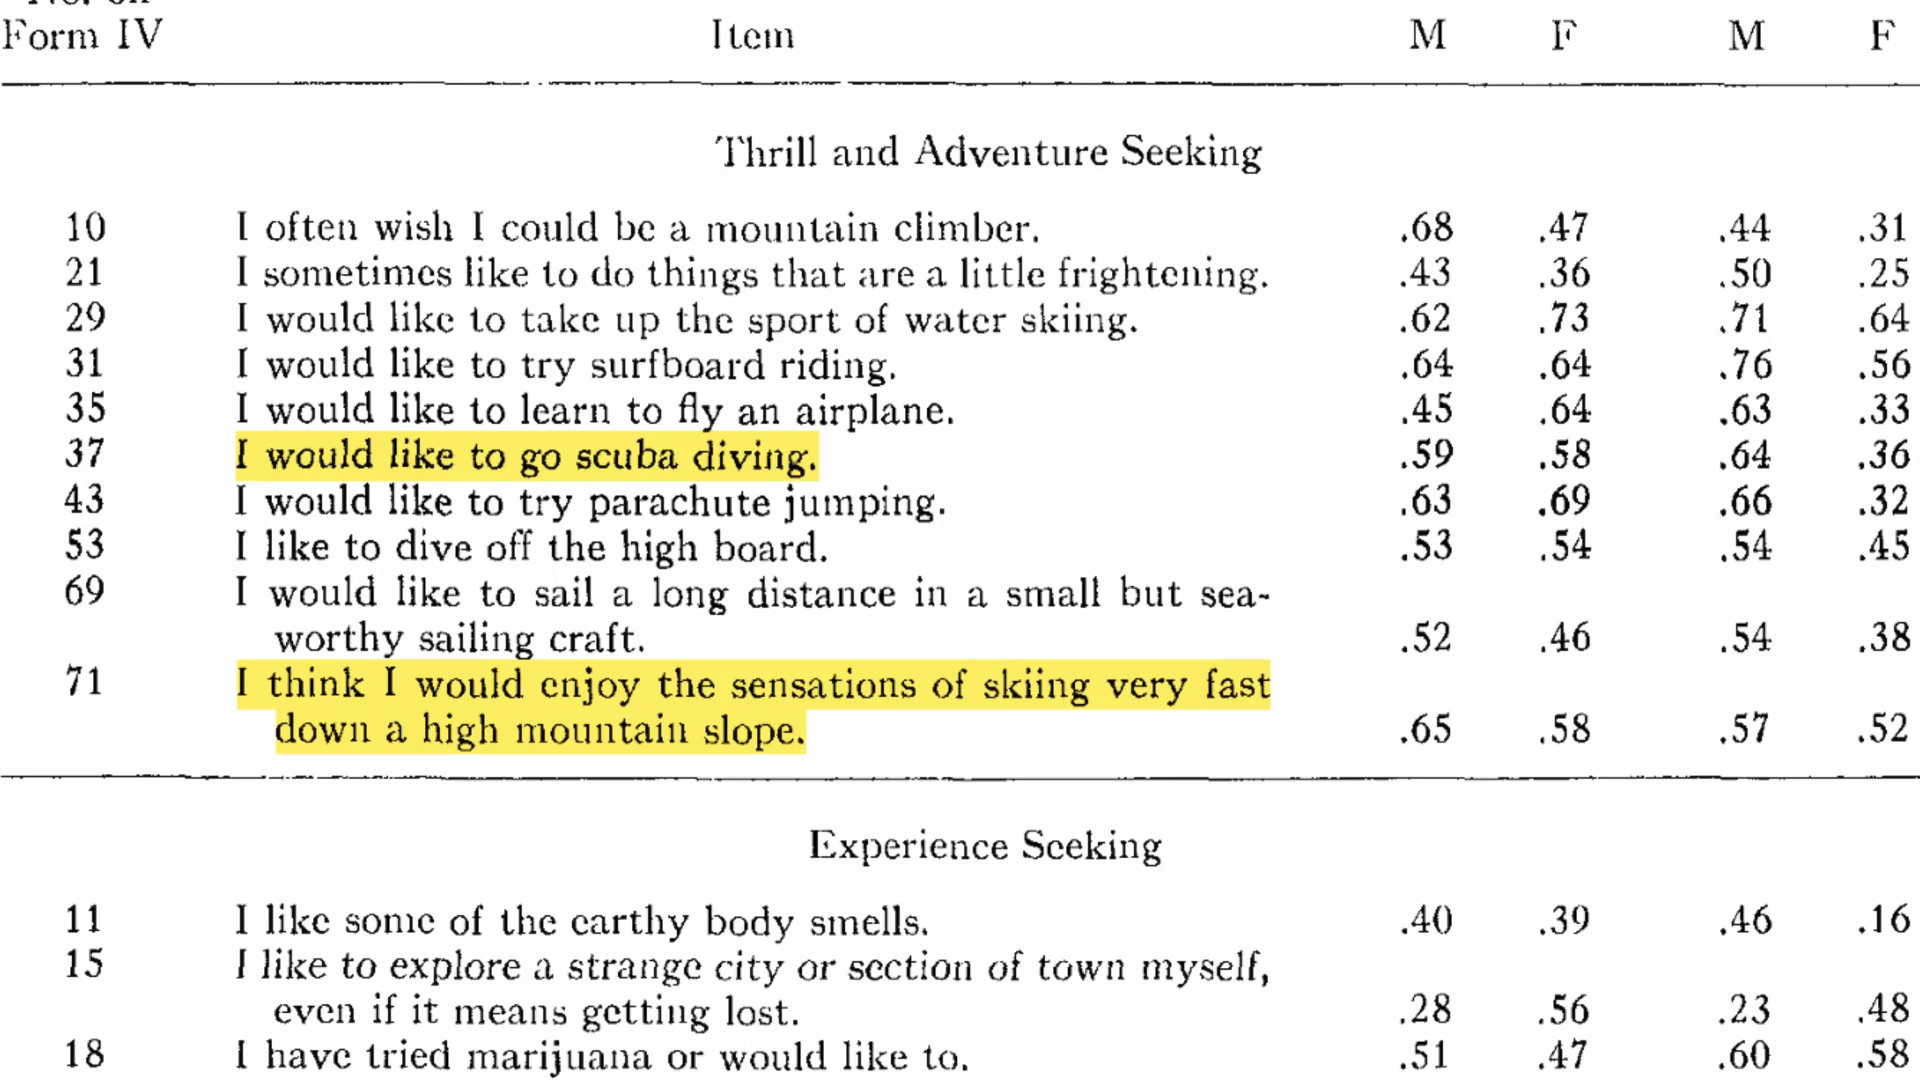 Form IV Item M F M F
Thrill and Adventure Seeking
10 I often wish I could be a mountain climber. .68 .47 .44 .31
21 I sometimes like to do things that are a little frightening. .43 .36 .50 .25
29 I would like to take up the sport of water skiing. .62 .73 .71 .64
31 I would like to try surfboard riding. .64 .64 .76 .56
35 I would like to learn to fly an airplane. .45 .64 .63 .33
37 I would like to go scuba diving. .59 .58 .64 .36
43 I would like to try parachute jumping. .63 .69 .66 .32
53 I like to dive off the high board. .53 .54 .54 .45
69 I would like to sail a long distance in a small but sea-
worthy sailing craft. .52 .46 .54 .38
71 I think I would enjoy the sensations of skiing very fast
down a high mountain slope. .65 .58 .57 .52
Experience Seeking
11 I like some of the earthy body smells. .40 .39 .46 .16
15 I like to explore a strange city or section of town myself,
even if it means getting lost. .28 .56 .23 .48
18 I have tried marijuana or would like to. .51 .47 .60 .58